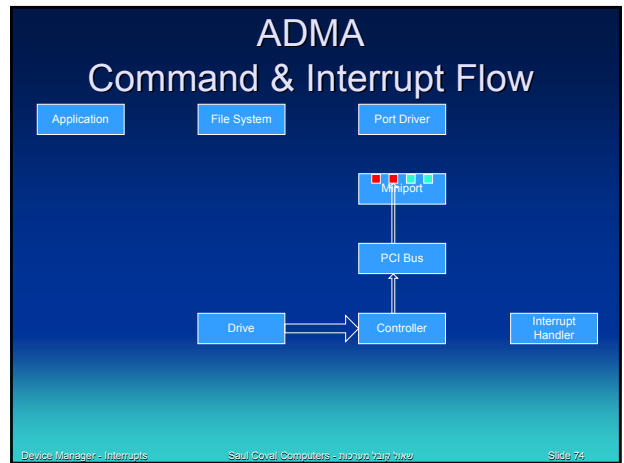 ADMA
Command & Interrupt Flow
Application
File System
Port Driver
Miniport
PCI Bus
Drive
Controller
Interrupt
Handler
Device Manager - Interrupts
Saul Coval Computers - שאול קובל מערכות
Slide 74